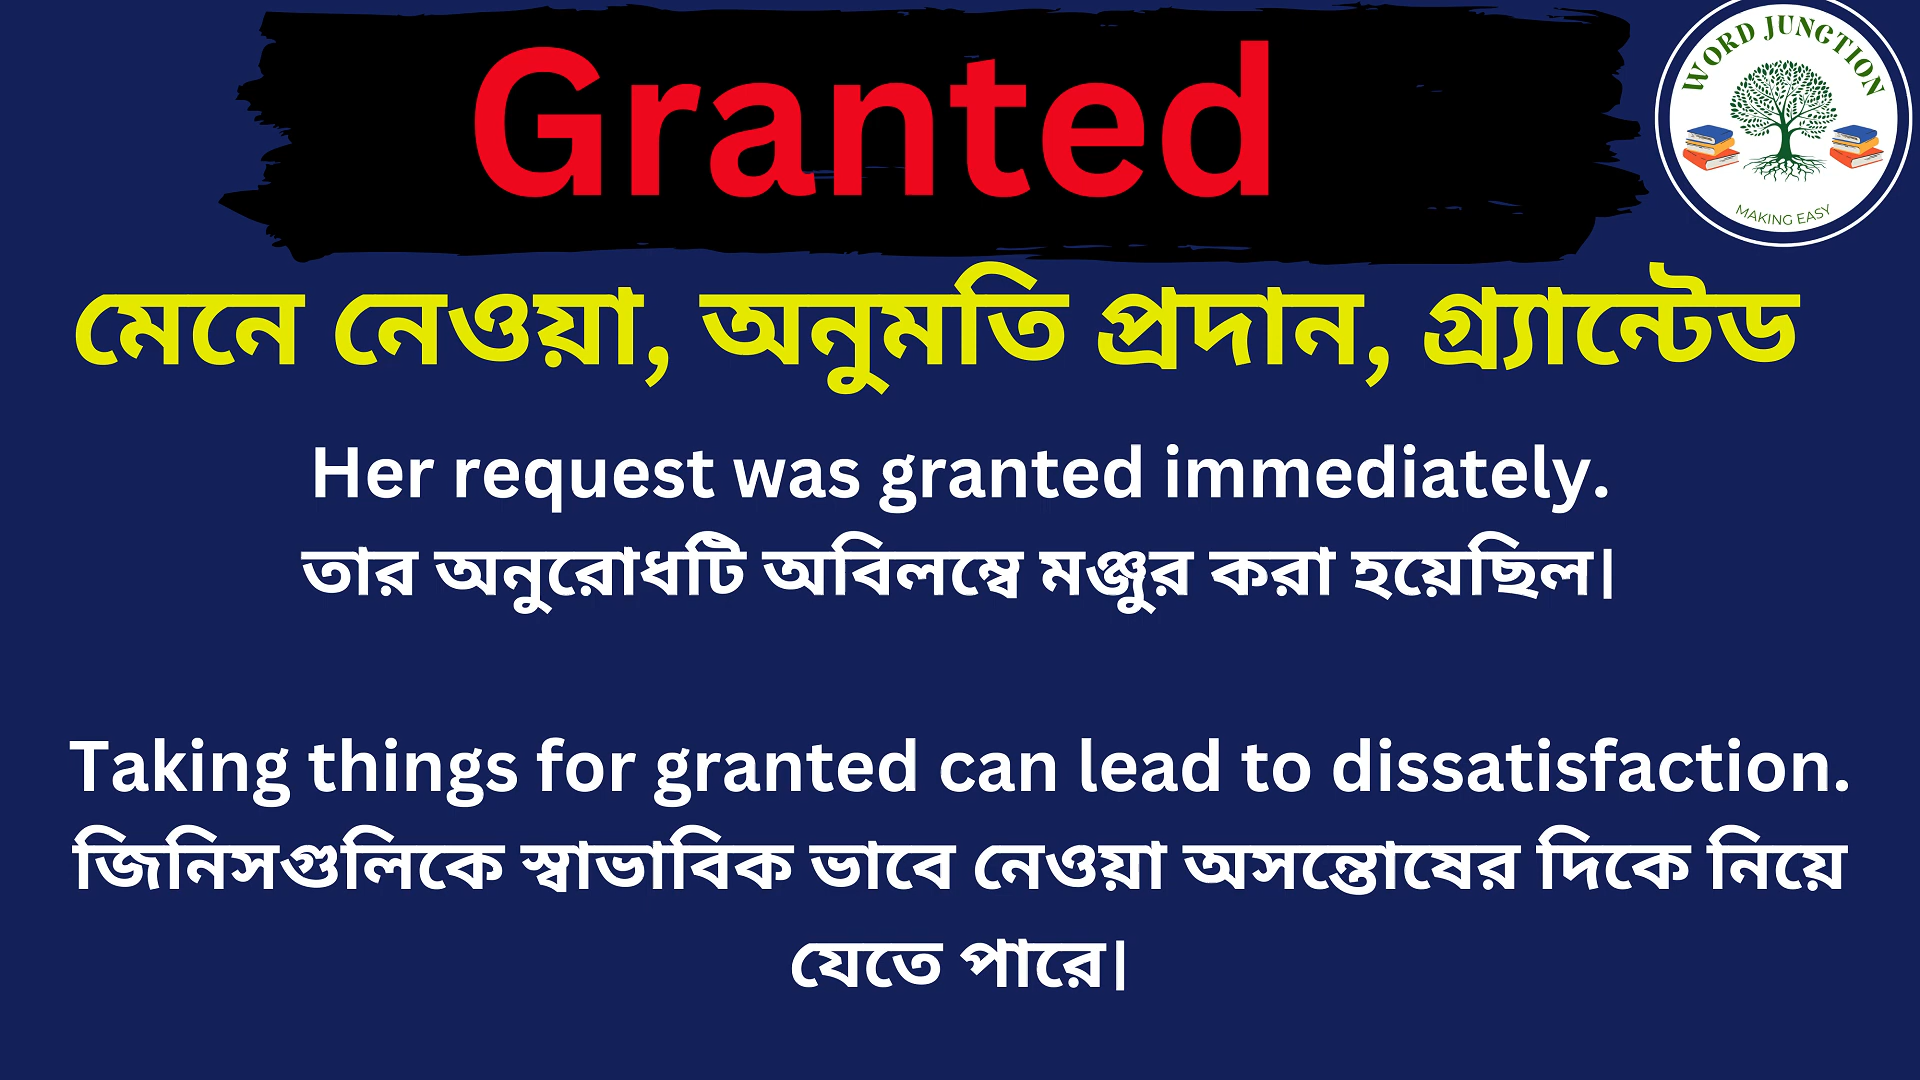 Granted
WORD JUNCTION
MAKING EASY
মেনে নেওয়া, অনুমতি প্রদান, গ্র্যান্টেড
Her request was granted immediately.
তার অনুরোধটি অবিলম্বে মঞ্জুর করা হয়েছিল।
Taking things for granted can lead to dissatisfaction.
জিনিসগুলিকে স্বাভাবিক ভাবে নেওয়া অসন্তোষের দিকে নিয়ে
যেতে পারে।